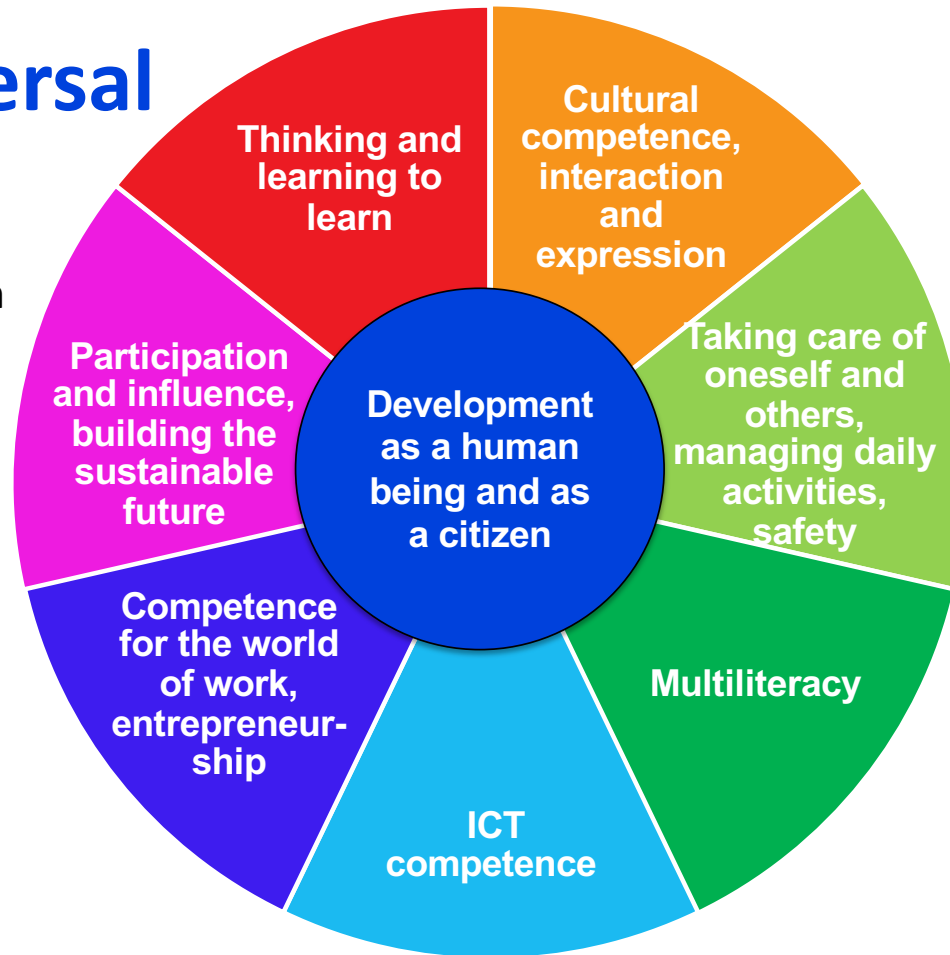 ersal
Thinking and
learning to
learn
Cultural
competence,
interaction
and
expression
Taking care of
oneself and
others,
managing daily
activities,
safety
Multiliteracy
ICT
competence
Competence
for the world
of work,
entrepreneur-
ship
Participation
and influence,
building the
sustainable
future
Development
as a human
being and as
a citizen